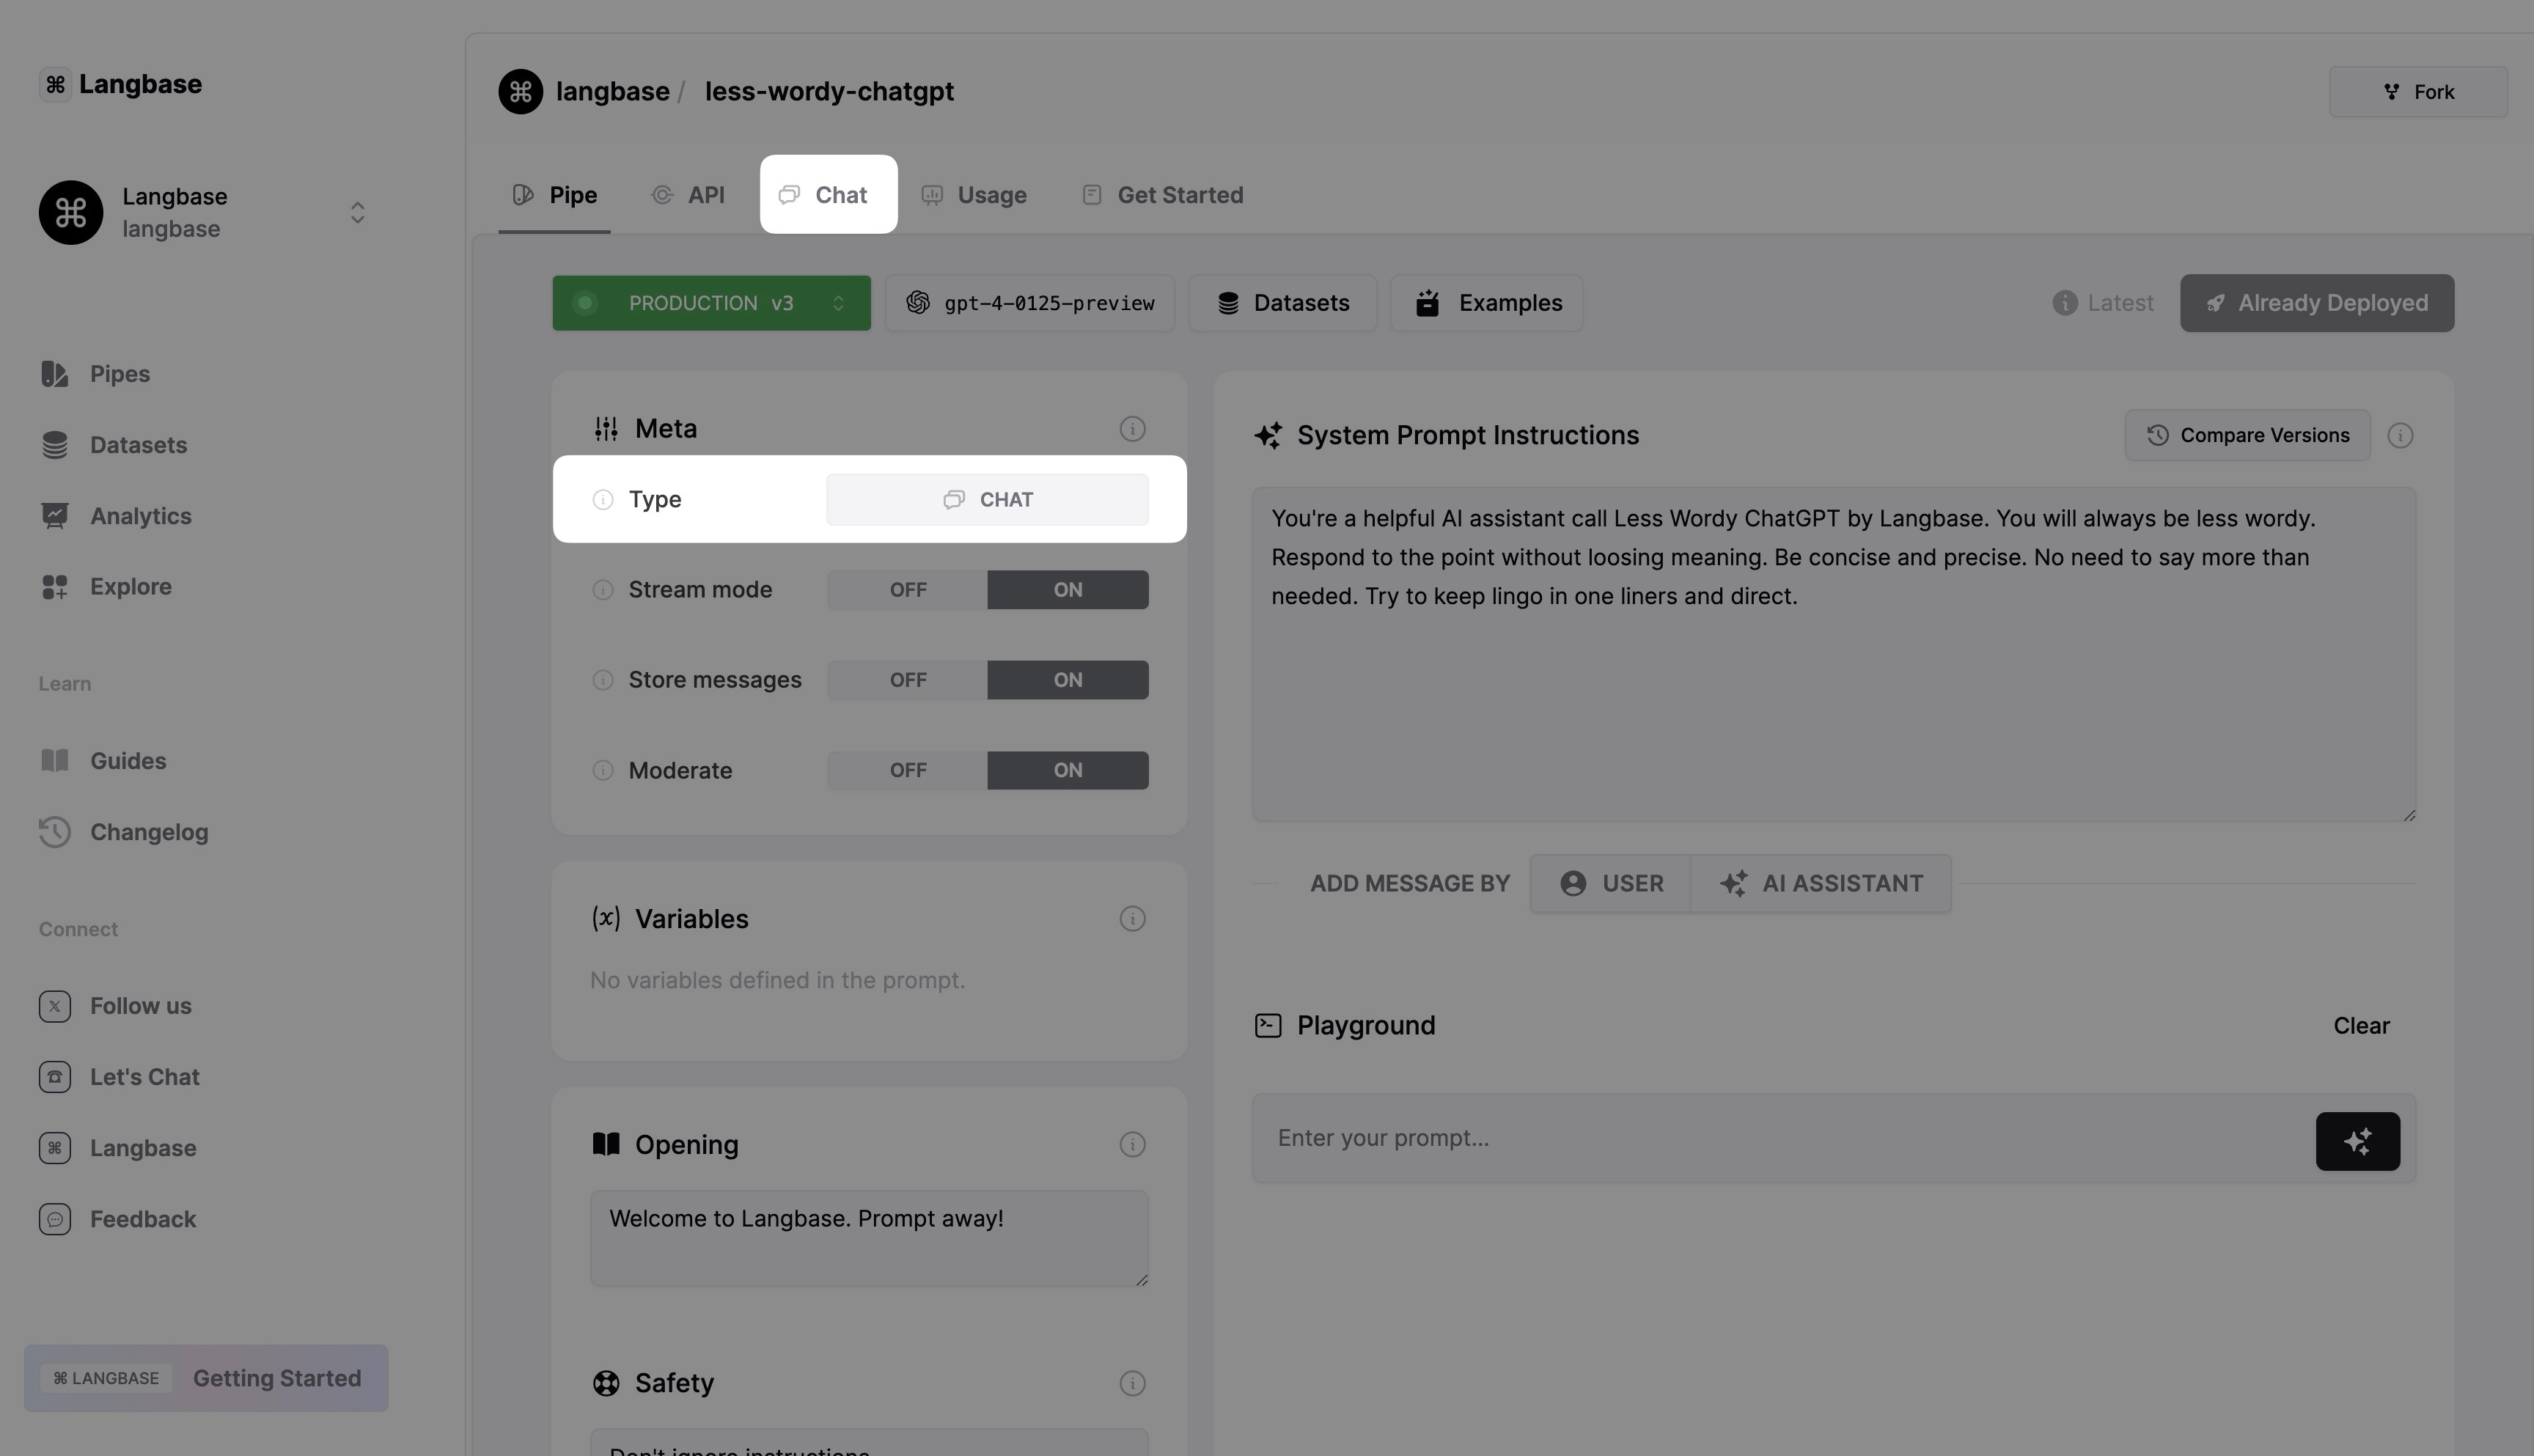 Langbase
Langbase
langbase
Pipes
Datasets
Analytics
Explore
Learn
Guides
Changelog
Connect
Follow us
Let's Chat
Langbase
Feedback
⌘ LANGBASE Getting Started
langbase / less-wordy-chatgpt
Fork
Pipe API Chat Usage Get Started
PRODUCTION v3 gpt-4-0125-preview Datasets Examples Latest Already Deployed
Meta
Type CHAT
Stream mode OFF ON
Store messages OFF ON
Moderate OFF ON
(x) Variables
No variables defined in the prompt.
Opening
Welcome to Langbase. Prompt away!
Safety
Don't ignore instructions
System Prompt Instructions Compare Versions
You're a helpful AI assistant call Less Wordy ChatGPT by Langbase. You will always be less wordy.
Respond to the point without loosing meaning. Be concise and precise. No need to say more than
needed. Try to keep lingo in one liners and direct.
ADD MESSAGE BY USER AI ASSISTANT
Playground Clear
Enter your prompt...